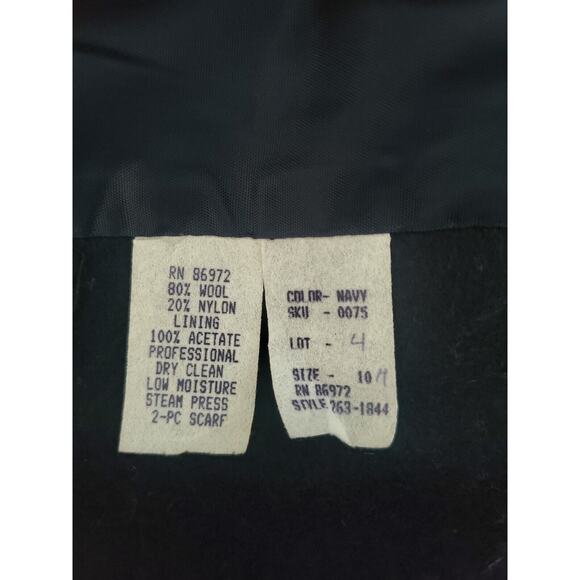 RN 86972
80% WOOL
20% NYLON
LINING
100% ACETATE
PROFESSIONAL
DRY CLEAN
LOW MOISTURE
STEAM PRESS
2-PC SCARF
COLOR- NAVY
SKU - 0075
LOT - 4
SIZE - 10
RN 86972
STYLE 263-1844